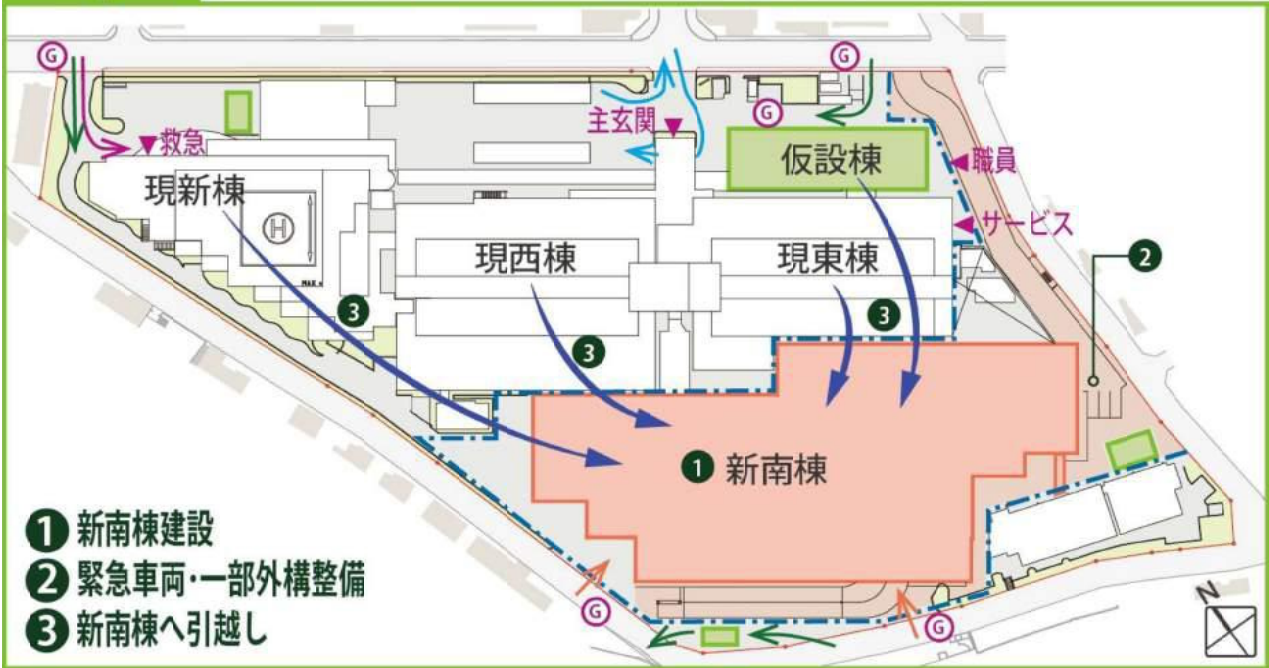 G
G
G
主玄関
救急
仮設棟
職員
現新棟
H
サービス
現西棟
現東棟
2
MAX
3
3
3
1 新南棟
1 新南棟建設
2 緊急車両・一部外構整備
3 新南棟へ引越し
G
G
N